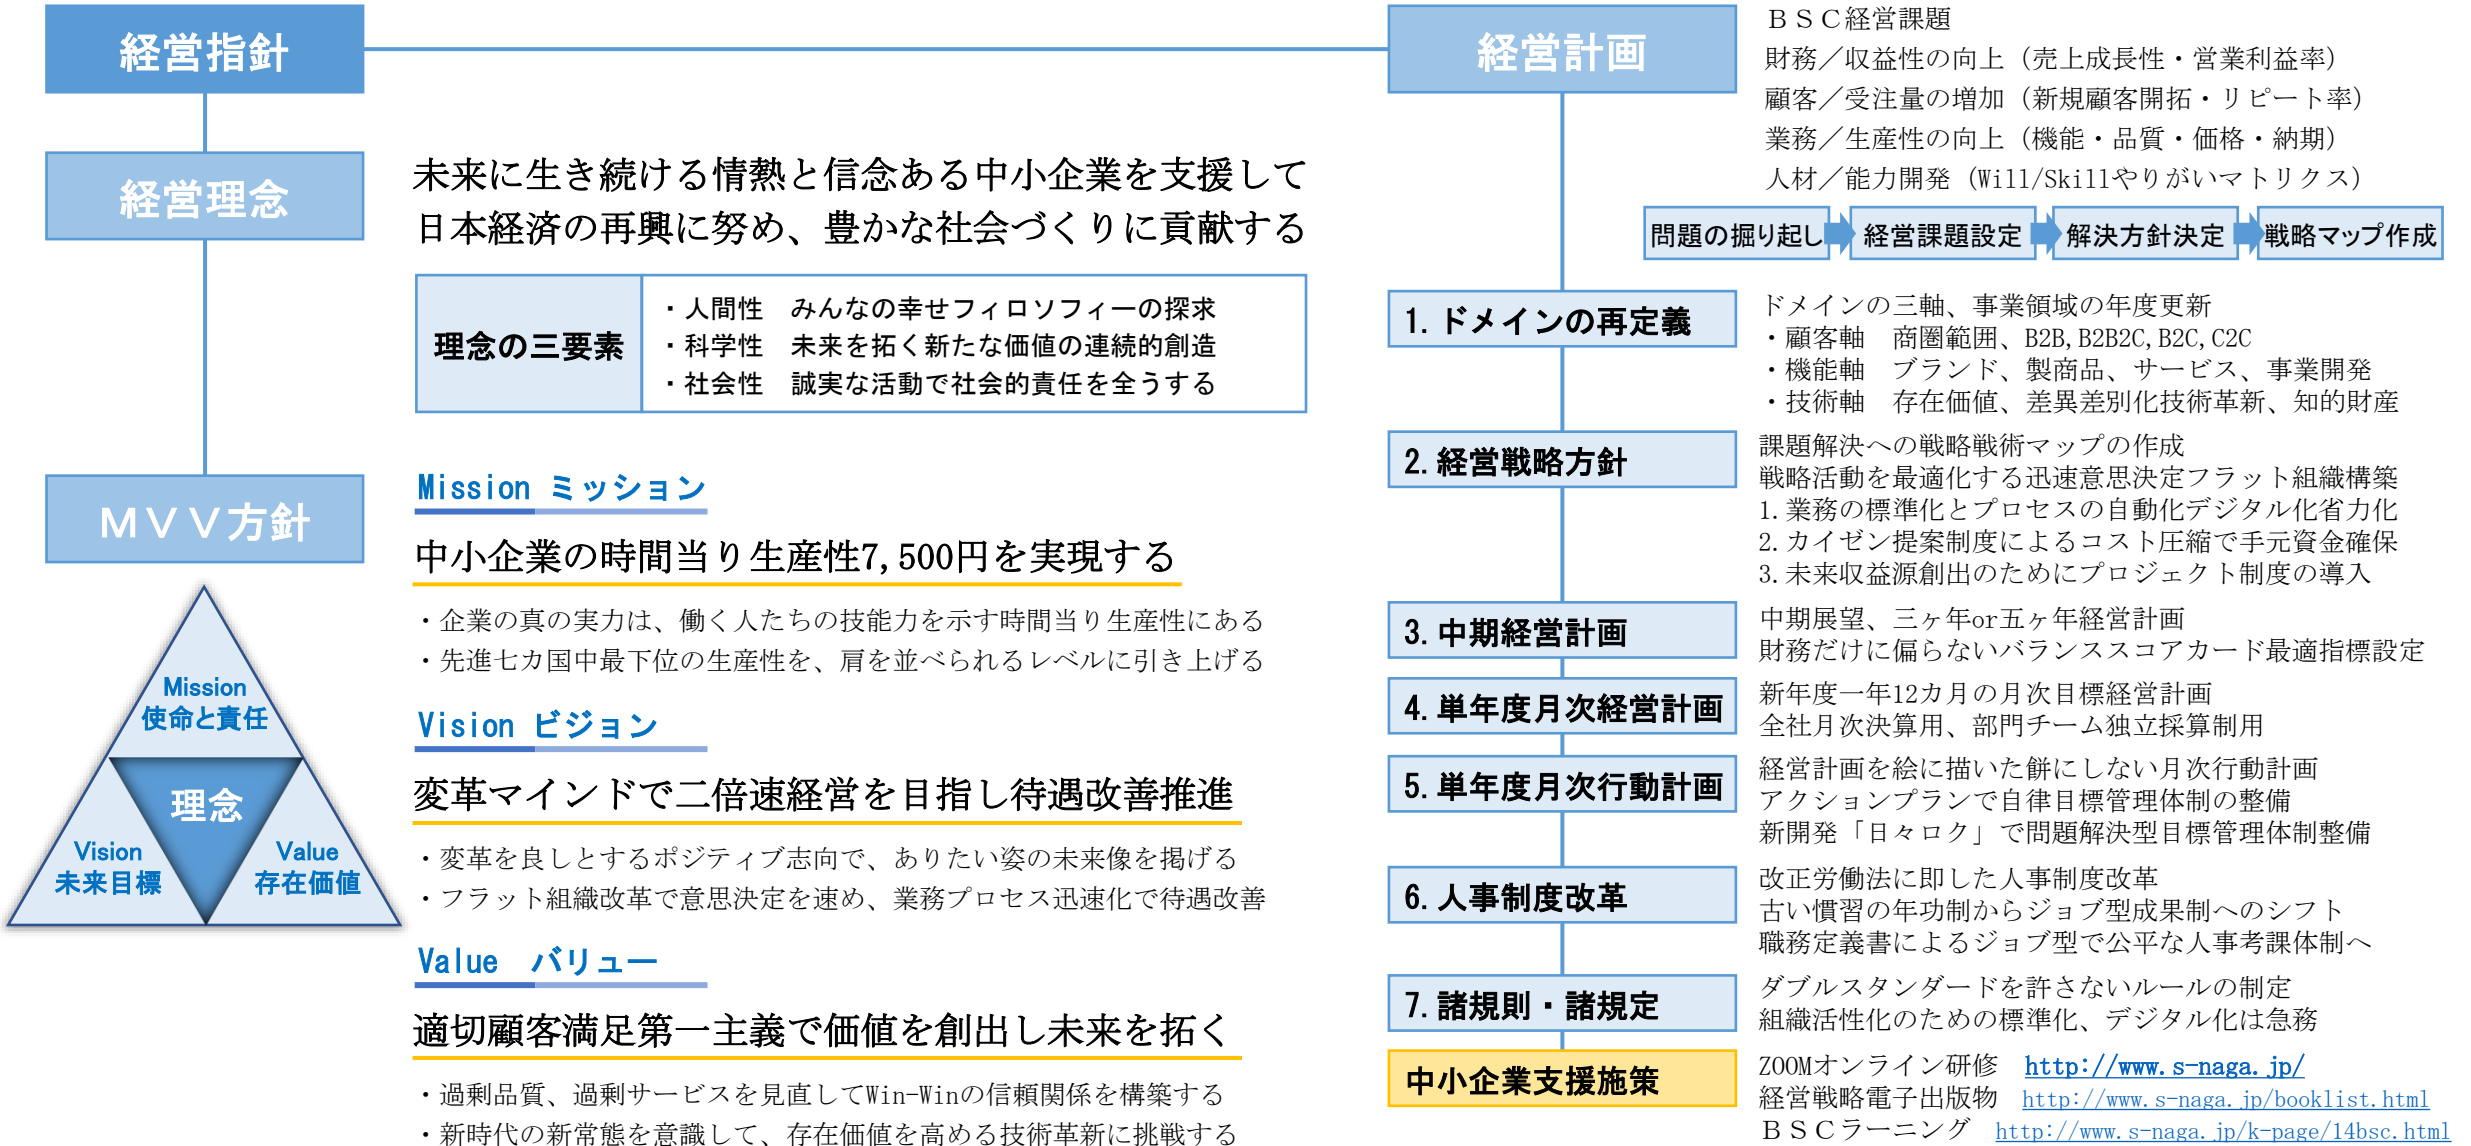 経営指針
経営理念
未来に生き続ける情熱と信念ある中小企業を支援して
日本経済の再興に努め、豊かな社会づくりに貢献する
理念の三要素
・人間性　みんなの幸せフィロソフィーの探求
・科学性　未来を拓く新たな価値の連続的創造
・社会性　誠実な活動で社会的責任を全うする
ＭＶＶ方針
Mission
使命と責任
理念
Vision
未来目標
Value
存在価値
Mission ミッション
中小企業の時間当り生産性7,500円を実現する
・企業の真の実力は、働く人たちの技能力を示す時間当り生産性にある
・先進七カ国中最下位の生産性を、肩を並べられるレベルに引き上げる
Vision ビジョン
変革マインドで二倍速経営を目指し待遇改善推進
・変革を良しとするポジティブ志向で、ありたい姿の未来像を掲げる
・フラット組織改革で意思決定を速め、業務プロセス迅速化で待遇改善
Value　バリュー
適切顧客満足第一主義で価値を創出し未来を拓く
・過剰品質、過剰サービスを見直してWin-Winの信頼関係を構築する
・新時代の新常態を意識して、存在価値を高める技術革新に挑戦する
経営計画
ＢＳＣ経営課題
財務／収益性の向上（売上成長性・営業利益率）
顧客／受注量の増加（新規顧客開拓・リピート率）
業務／生産性の向上（機能・品質・価格・納期）
人材／能力開発（Will/Skillやりがいマトリクス）
問題の掘り起し
経営課題設定
解決方針決定
戦略マップ作成
1.ドメインの再定義
ドメインの三軸、事業領域の年度更新
・顧客軸　商圏範囲、B2B,B2B2C,B2C,C2C
・機能軸　ブランド、製商品、サービス、事業開発
・技術軸　存在価値、差異差別化技術革新、知的財産
2.経営戦略方針
課題解決への戦略戦術マップの作成
戦略活動を最適化する迅速意思決定フラット組織構築
1.業務の標準化とプロセスの自動化デジタル化省力化
2.カイゼン提案制度によるコスト圧縮で手元資金確保
3.未来収益源創出のためにプロジェクト制度の導入
3.中期経営計画
中期展望、三ヶ年or五ヶ年経営計画
財務だけに偏らないバランススコアカード最適指標設定
4.単年度月次経営計画
新年度一年12カ月の月次目標経営計画
全社月次決算用、部門チーム独立採算制用
5.単年度月次行動計画
経営計画を絵に描いた餅にしない月次行動計画
アクションプランで自律目標管理体制の整備
新開発「日々ロク」で問題解決型目標管理体制整備
6.人事制度改革
改正労働法に即した人事制度改革
古い慣習の年功制からジョブ型成果制へのシフト
職務定義書によるジョブ型で公平な人事考課体制へ
7.諸規則・諸規定
ダブルスタンダードを許さないルールの制定
組織活性化のための標準化、デジタル化は急務
中小企業支援施策
ZOOMオンライン研修　http://www.s-naga.jp/
経営戦略電子出版物　http://www.s-naga.jp/booklist.html
ＢＳＣラーニング　http://www.s-naga.jp/k-page/14bsc.html